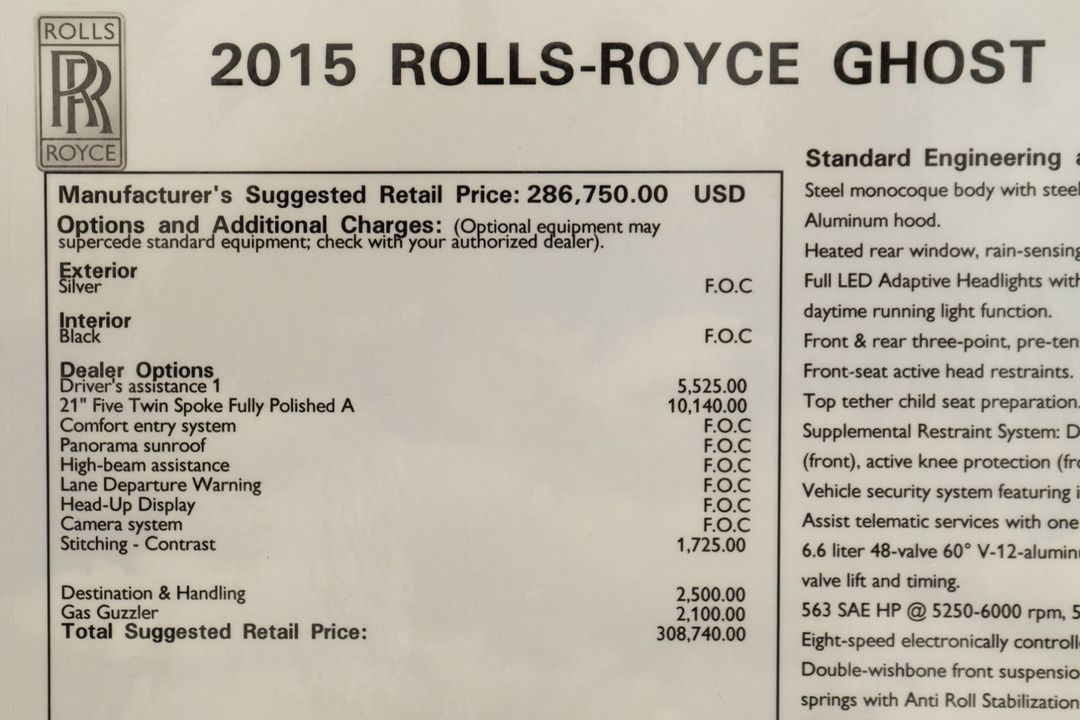 ROLLS
RR
ROYCE
2015 ROLLS-ROYCE GHOST
Manufacturer's Suggested Retail Price: 286,750.00 USD
Options and Additional Charges: (Optional equipment may
supercede standard equipment; check with your authorized dealer).
Exterior
Silver F.O.C
Interior
Black F.O.C
Dealer Options
Driver's assistance 1 5,525.00
21" Five Twin Spoke Fully Polished A 10,140.00
Comfort entry system F.O.C
Panorama sunroof F.O.C
High-beam assistance F.O.C
Lane Departure Warning F.O.C
Head-Up Display F.O.C
Camera system F.O.C
Stitching - Contrast 1,725.00
Destination & Handling 2,500.00
Gas Guzzler 2,100.00
Total Suggested Retail Price: 308,740.00
Standard Engineering
Steel monocoque body with steel
Aluminum hood.
Heated rear window, rain-sensing
Full LED Adaptive Headlights with
daytime running light function.
Front & rear three-point, pre-ten
Front-seat active head restraints.
Top tether child seat preparation.
Supplemental Restraint System: D
(front), active knee protection (fro
Vehicle security system featuring i
Assist telematic services with one
6.6 liter 48-valve 60° V-12-alumin
valve lift and timing.
563 SAE HP @ 5250-6000 rpm, 5
Eight-speed electronically controll
Double-wishbone front suspensio
springs with Anti Roll Stabilization